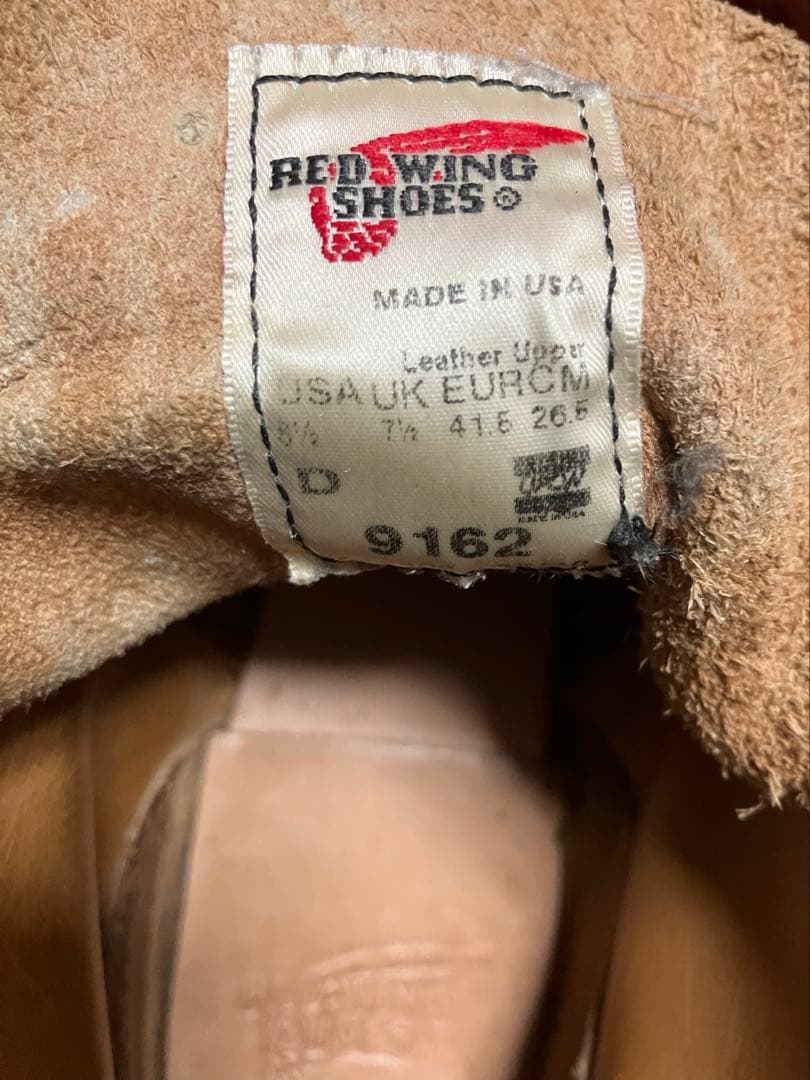 RED WING
SHOES ®
MADE IN USA
Leather Upper
USA UK EUR CM
8½ 7½ 41.5 26.5
D
9162